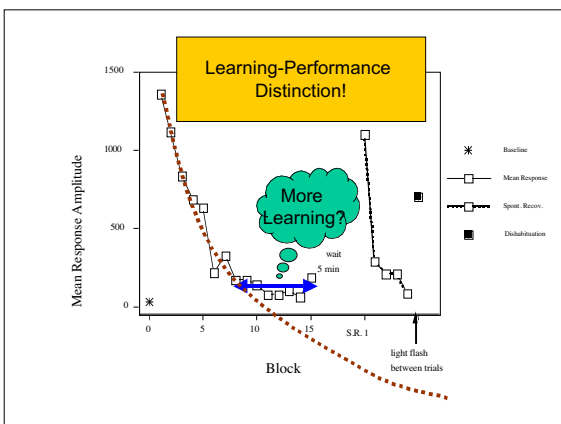 Learning-Performance
Distinction!
1500
1000
500
0
Mean Response Amplitude
More
Learning?
wait
5 min
0
5
10
15
S.R. 1
Block
light flash
between trials
Baseline
Mean Response
Spont. Recov.
Dishabituation